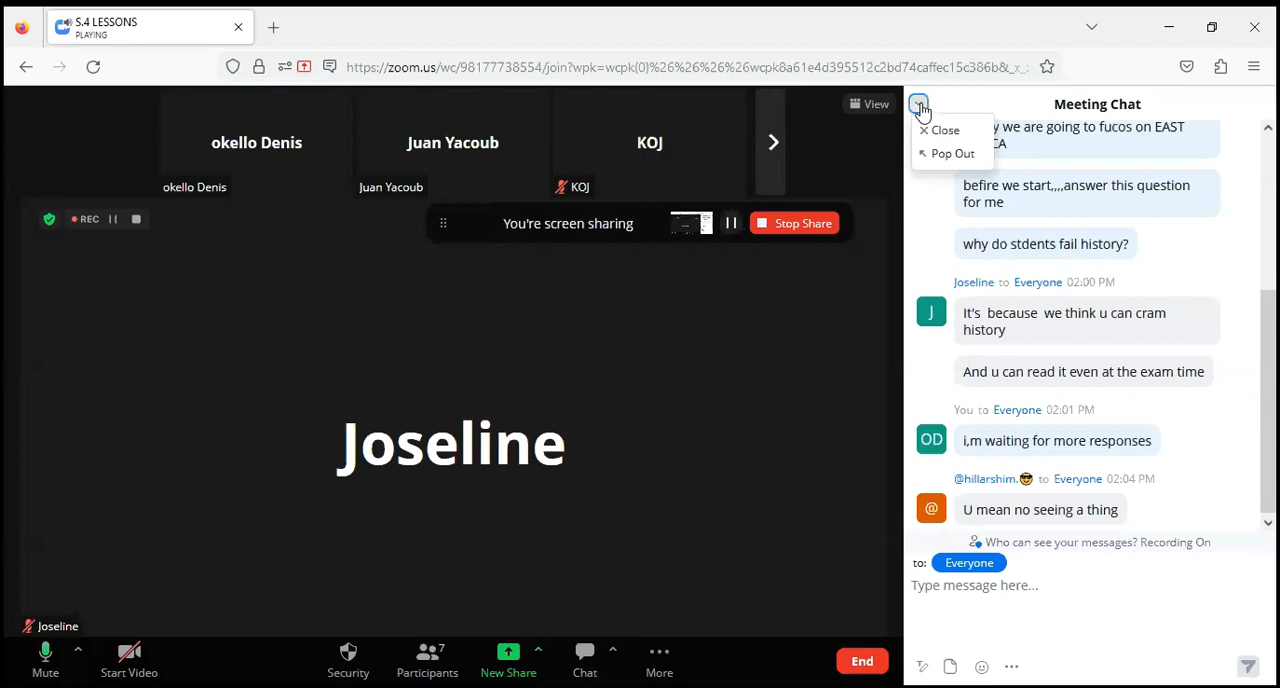 S.4 LESSONS
PLAYING
https://zoom.us/wc/98177738554/join?wpk=wcpk(0)%26%26%26%26wcpk8a61e4d395512c2bd74caffec15c386b&_x_
okello Denis
Juan Yacoub
KOJ
okello Denis
Juan Yacoub
KOJ
View
REC
You're screen sharing
Stop Share
Joseline
Joseline
Mute
Start Video
Security
7
Participants
New Share
Chat
More
End
Meeting Chat
Close
Pop Out
we are going to fucos on EAST
befire we start,,,,answer this question
for me
why do stdents fail history?
Joseline to Everyone 02:00 PM
J
It's because we think u can cram
history
And u can read it even at the exam time
You to Everyone 02:01 PM
OD
i,m waiting for more responses
@hillarshim.😎 to Everyone 02:04 PM
@
U mean no seeing a thing
Who can see your messages? Recording On
to: Everyone
Type message here...